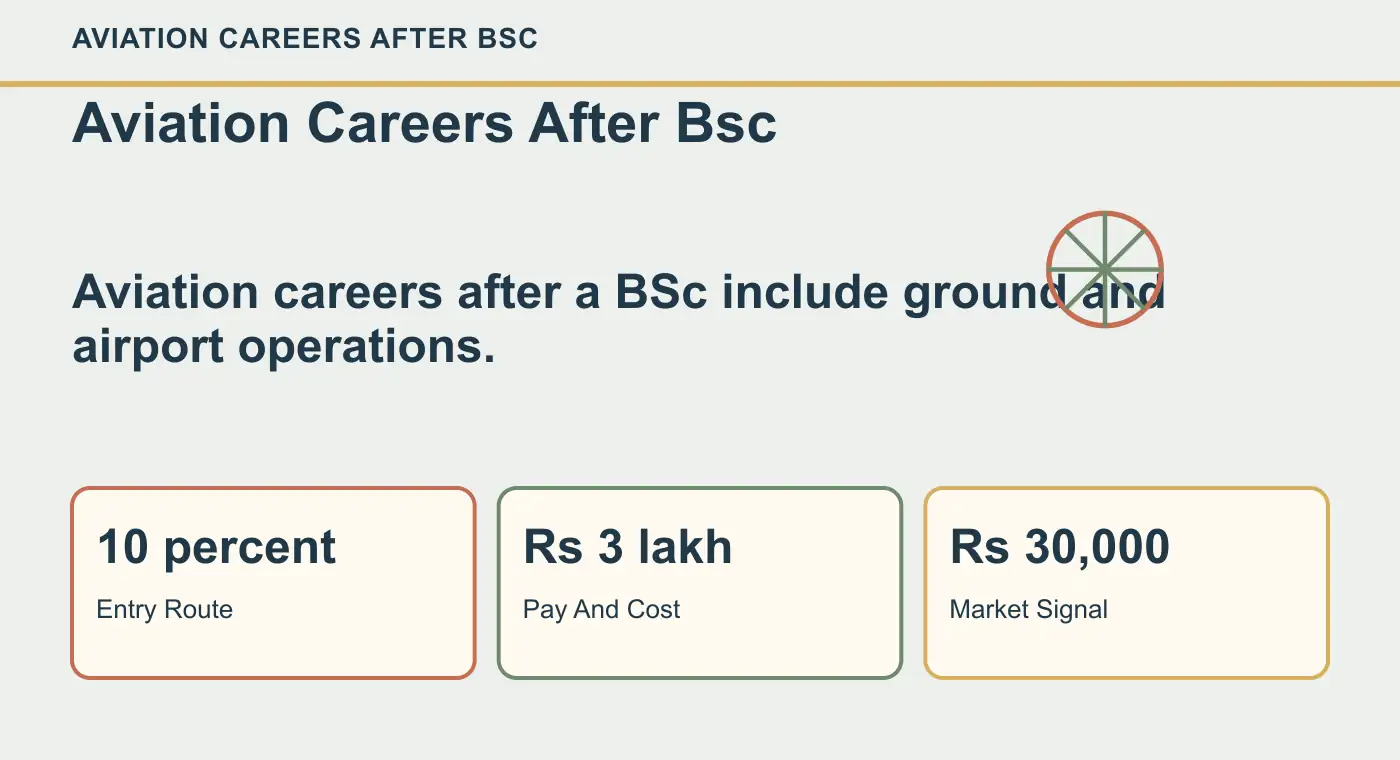 AVIATION CAREERS AFTER BSC
Aviation Careers After Bsc
Aviation careers after a BSc include ground and
airport operations.
10 percent
Entry Route
Rs 3 lakh
Pay And Cost
Rs 30,000
Market Signal